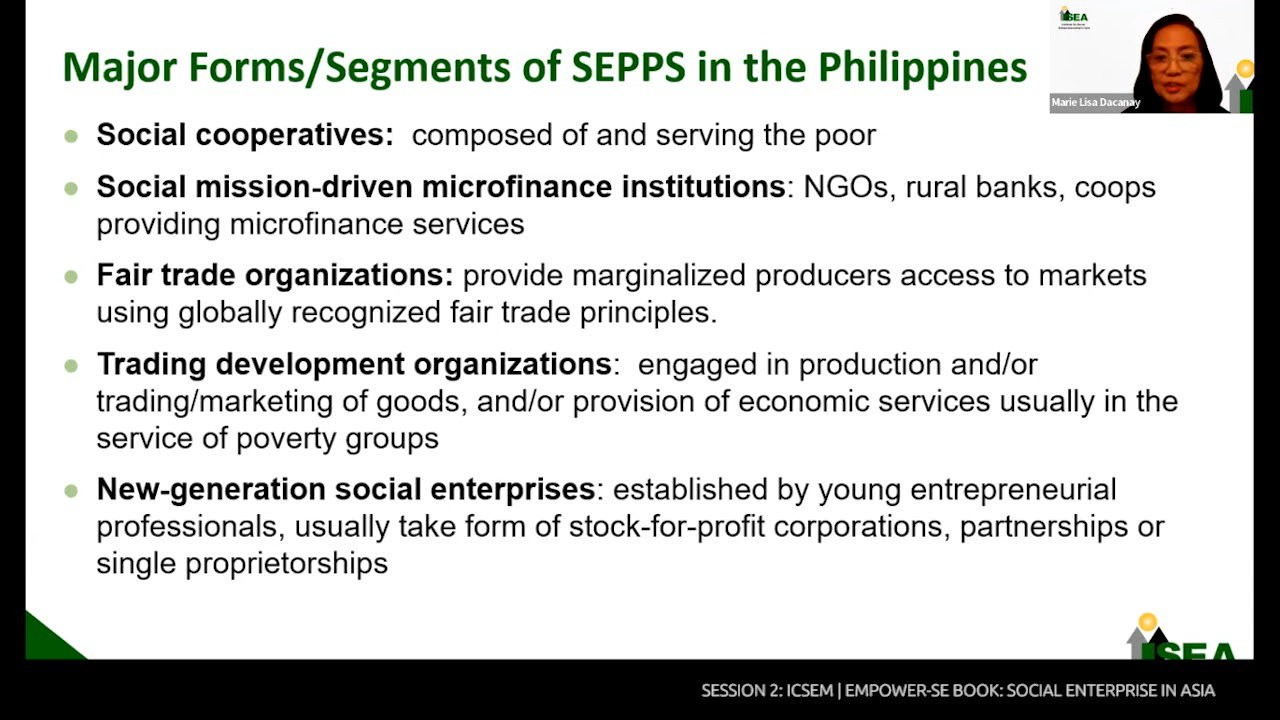 Major Forms/Segments of SEPPS in the Philippines
ISEA
Marie Lisa Dacanay
Social cooperatives: composed of and serving the poor
Social mission-driven microfinance institutions: NGOs, rural banks, coops
providing microfinance services
Fair trade organizations: provide marginalized producers access to markets
using globally recognized fair trade principles.
Trading development organizations: engaged in production and/or
trading/marketing of goods, and/or provision of economic services usually in the
service of poverty groups
New-generation social enterprises: established by young entrepreneurial
professionals, usually take form of stock-for-profit corporations, partnerships or
single proprietorships
ISEA
SESSION 2: ICSEM | EMPOWER-SE BOOK: SOCIAL ENTERPRISE IN ASIA